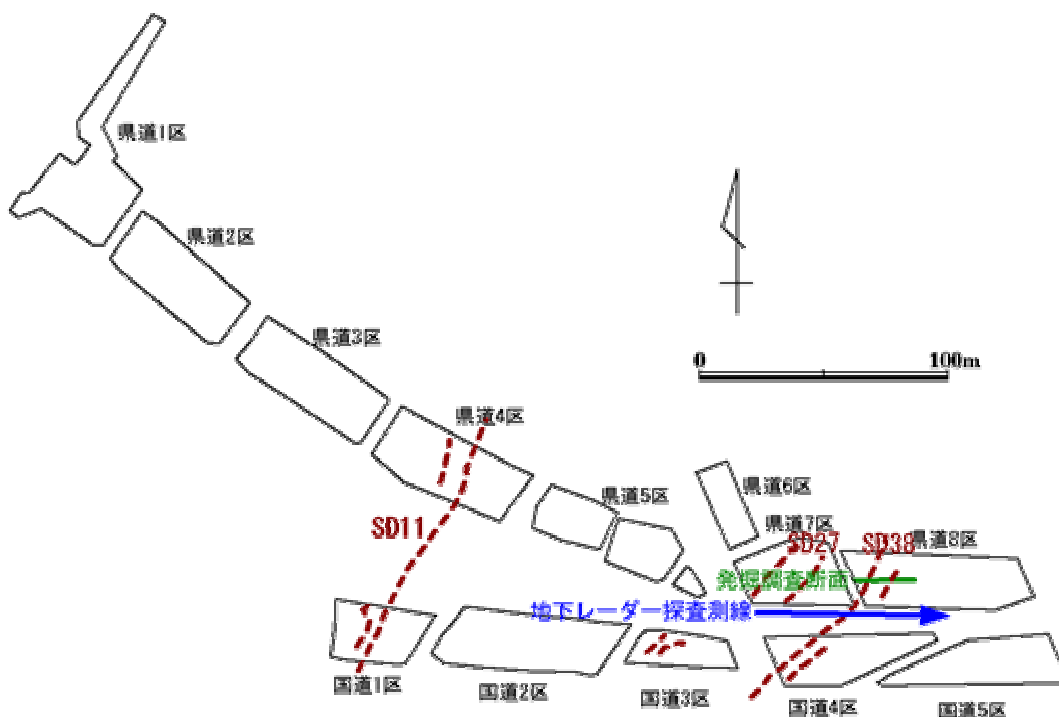 県道1区
県道2区
県道3区
0 100m
県道4区
県道5区
県道6区
県道7区
SD11
SD27
SD38
県道8区
発掘調査断面
地下レーダー探査測線
国道1区
国道2区
国道3区
国道4区
国道5区